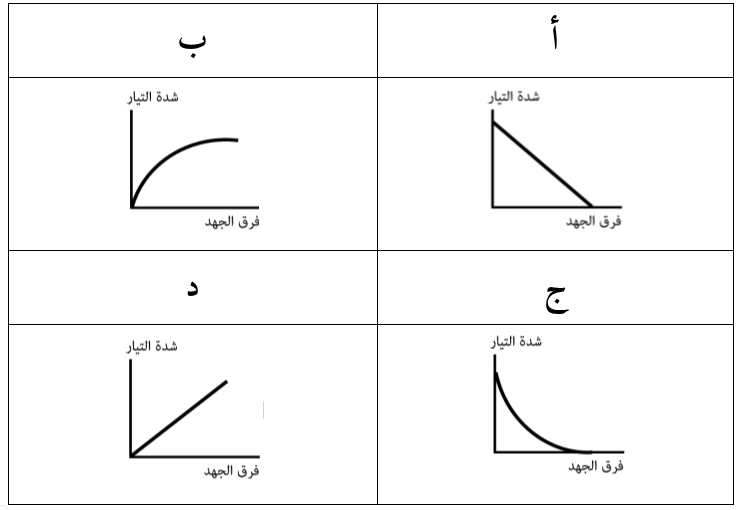 أ
ب
شدة التيار
فرق الجهد
شدة التيار
فرق الجهد
ج
د
شدة التيار
فرق الجهد
شدة التيار
فرق الجهد